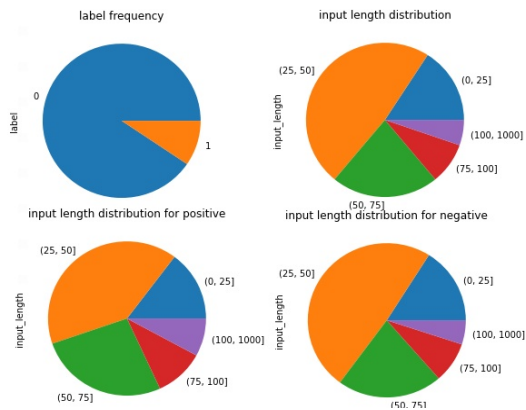 label frequency
label
0
1
input length distribution
input_length
(25, 50]
(0, 25]
(100, 1000]
(75, 100]
(50, 75]
input length distribution for positive
input_length
(25, 50]
(0, 25]
(100, 1000]
(75, 100]
(50, 75]
input length distribution for negative
input_length
(25, 50]
(0, 25]
(100, 1000]
(75, 100]
(50, 75]